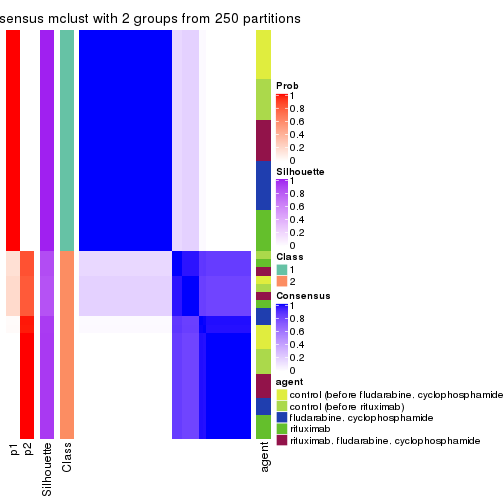 sensus mclust with 2 groups from 250 partitions
Prob
1
0.8
0.6
0.4
0.2
0
Silhouette
1
0.8
0.6
0.4
0.2
0
Class
1
2
Consensus
1
0.8
0.6
0.4
0.2
0
agent
control (before fludarabine. cyclophosphamide
control (before rituximab)
fludarabine. cyclophosphamide
rituximab
rituximab. fludarabine. cyclophosphamide
p1
p2
Silhouette
Class
agent